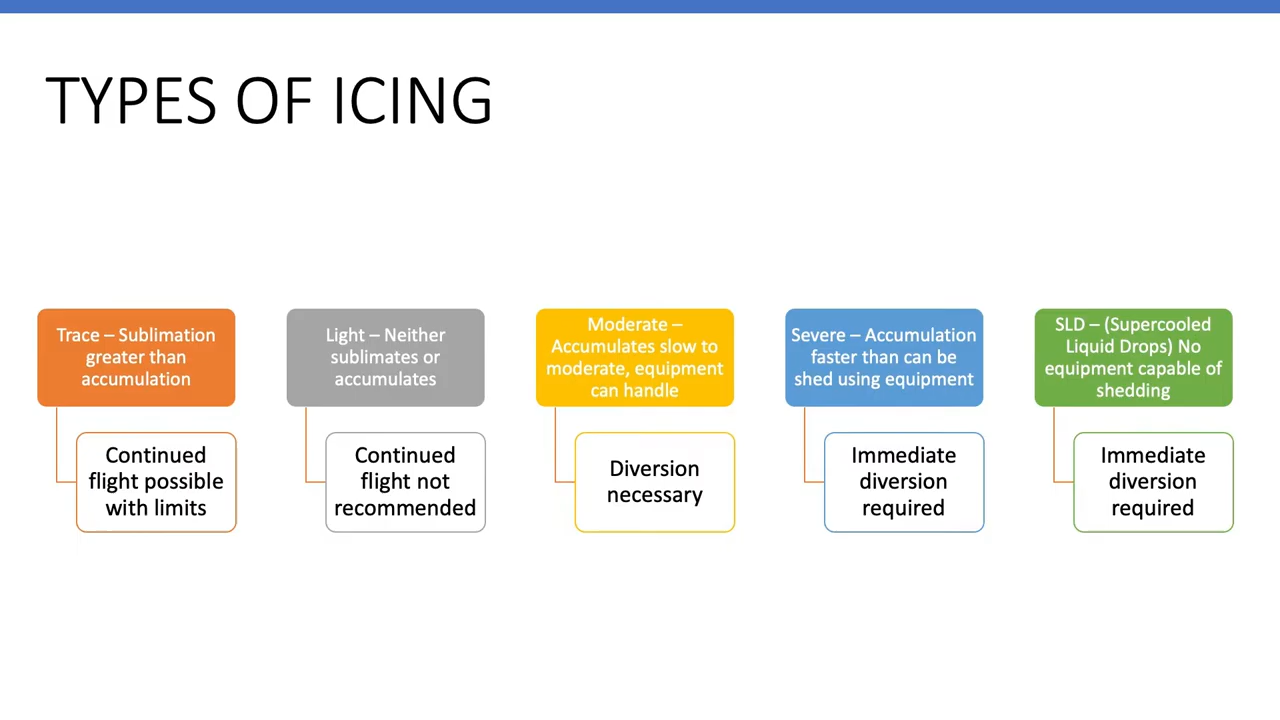 TYPES OF ICING
Trace – Sublimation
greater than
accumulation
Continued
flight possible
with limits
Light – Neither
sublimates or
accumulates
Continued
flight not
recommended
Moderate –
Accumulates slow to
moderate, equipment
can handle
Diversion
necessary
Severe – Accumulation
faster than can be
shed using equipment
Immediate
diversion
required
SLD – (Supercooled
Liquid Drops) No
equipment capable of
shedding
Immediate
diversion
required